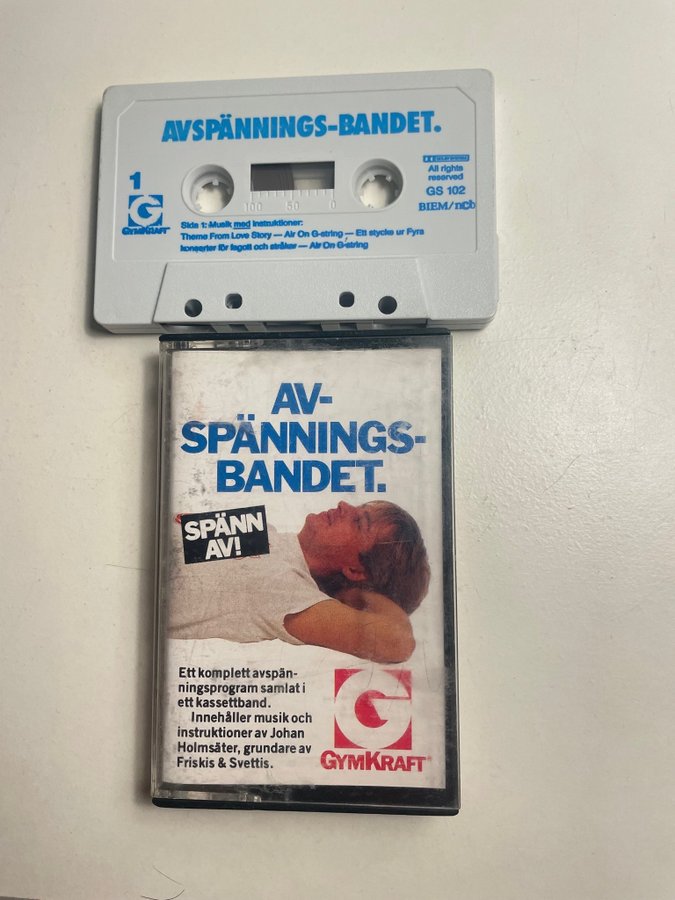 AVSPÄNNINGS-BANDET.
1
G
GYMKRAFT
DOLBY SYSTEM
All rights
reserved
GS 102
BIEM/ncb
100 50 0
Side 1: Musik med instruktioner:
Theme From Love Story — Air On G-string — Ett stycke ur Fyra
konserter för fagott och stråkar — Air On G-string
AV-
SPÄNNINGS-
BANDET.
SPÄNN
AV!
Ett komplett avspän-
ningsprogram samlat i
ett kassettband.
Innehåller musik och
instruktioner av Johan
Holmsäter, grundare av
Friskis & Svettis.
G
GYMKRAFT®